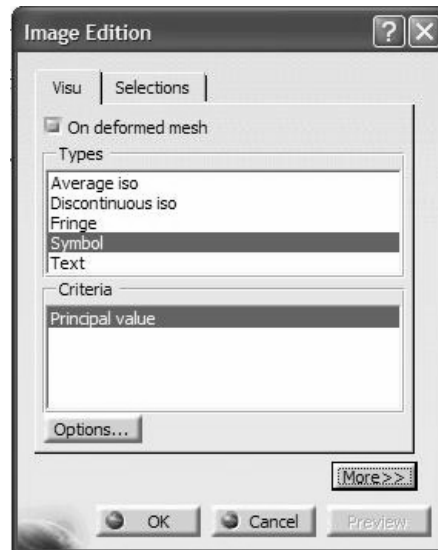 Image Edition
Visu Selections
On deformed mesh
Types
Average iso
Discontinuous iso
Fringe
Symbol
Text
Criteria
Principal value
Options...
More>>
OK Cancel Preview